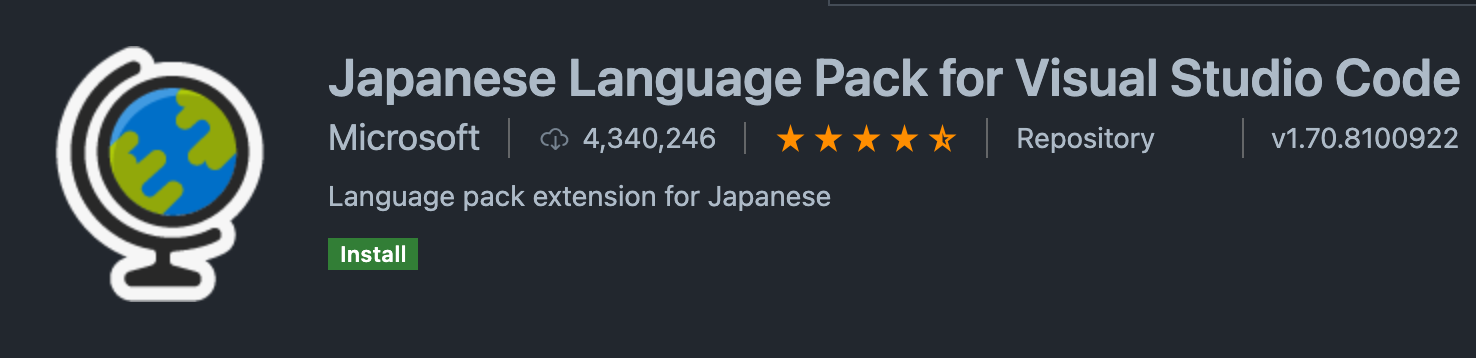 Japanese Language Pack for Visual Studio Code
Microsoft 4,340,246 Repository v1.70.8100922
Language pack extension for Japanese
Install